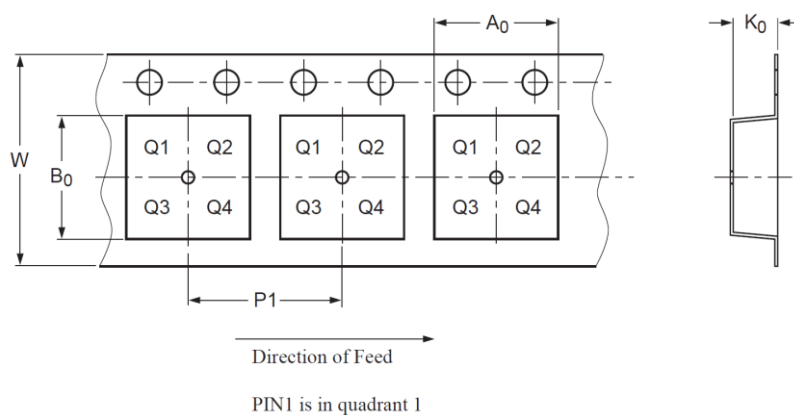 A0
K0
W
B0
Q1 Q2 Q1 Q2 Q1 Q2
Q3 Q4 Q3 Q4 Q3 Q4
P1
Direction of Feed
PIN1 is in quadrant 1